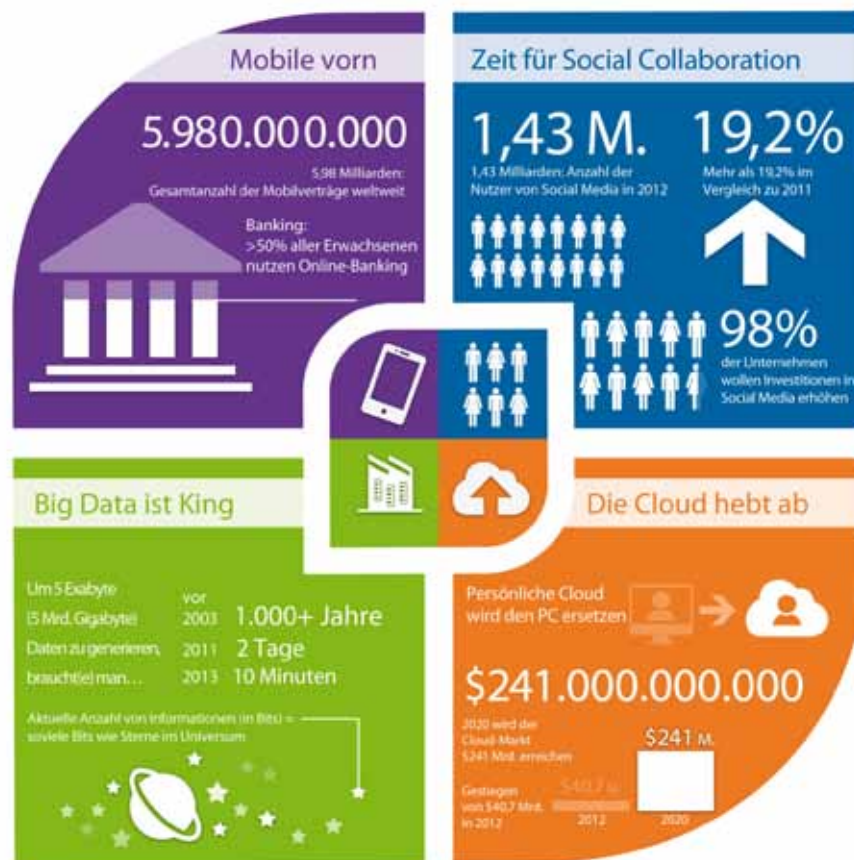 Mobile vorn
5.980.000.000
5,98 Milliarden:
Gesamtanzahl der Mobilverträge weltweit
Banking:
>50% aller Erwachsenen
nutzen Online-Banking
Zeit für Social Collaboration
1,43 M.
1,43 Milliarden: Anzahl der
Nutzer von Social Media in 2012
19,2%
Mehr als 19,2% im
Vergleich zu 2011
98%
der Unternehmen
wollen Investitionen in
Social Media erhöhen
Big Data ist King
Um 5 Exabyte
(5 Mrd. Gigabyte)
Daten zu generieren,
braucht(e) man…
vor
2003 1.000+ Jahre
2011 2 Tage
2013 10 Minuten
Aktuelle Anzahl von Informationen (in Bits) =
soviele Bits wie Sterne im Universum
Die Cloud hebt ab
Persönliche Cloud
wird den PC ersetzen
$241.000.000.000
2020 wird der
Cloud-Markt
$241 Mrd. erreichen
Gestiegen
von $40,7 Mrd.
in 2012
$40,7 M.
2012
$241 M.
2020